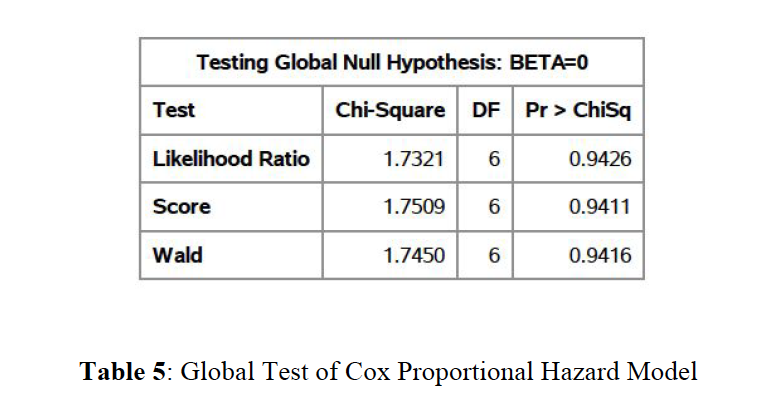 Testing Global Null Hypothesis: BETA=0
Test Chi-Square DF Pr > ChiSq
Likelihood Ratio 1.7321 6 0.9426
Score 1.7509 6 0.9411
Wald 1.7450 6 0.9416
Table 5: Global Test of Cox Proportional Hazard Model